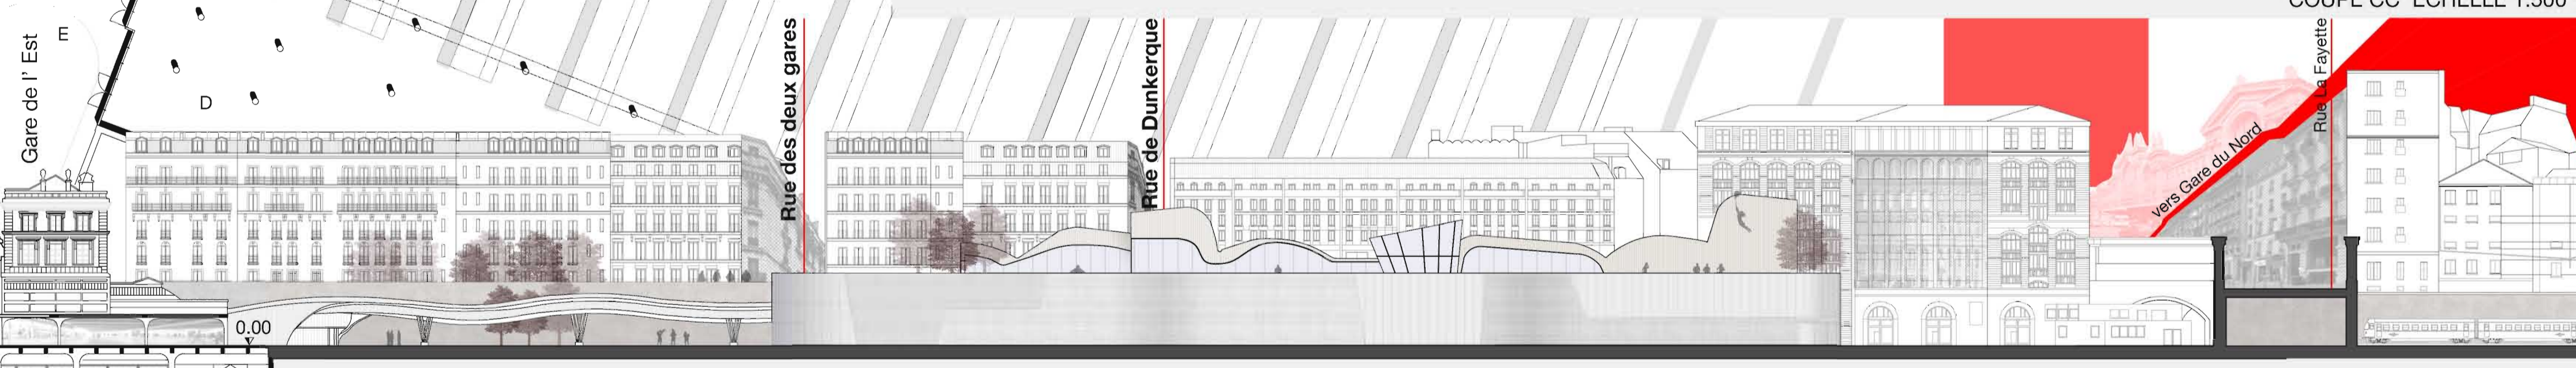 COUPE CC' ECHELLE 1:500
Gare de l' Est
E
D
Rue des deux gares
Rue de Dunkerque
Rue La Fayette
vers Gare du Nord
0.00